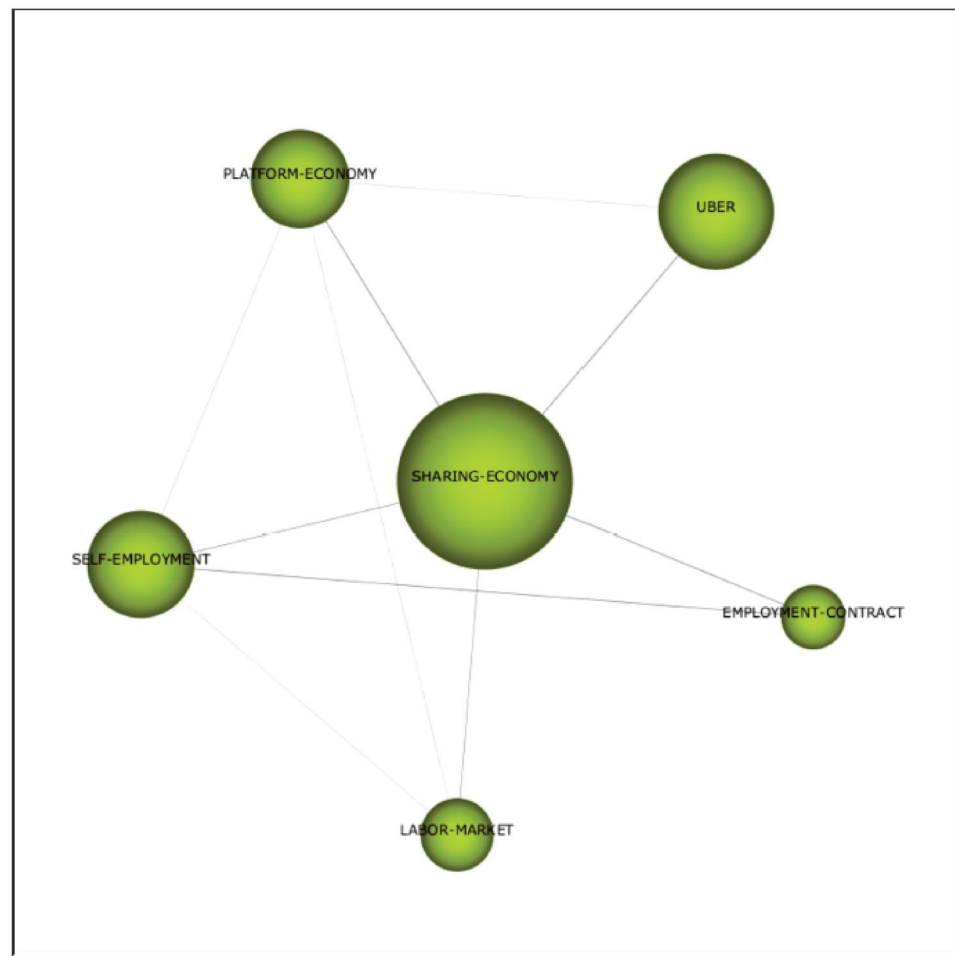 PLATFORM-ECONOMY
UBER
SHARING-ECONOMY
SELF-EMPLOYMENT
EMPLOYMENT-CONTRACT
LABOR-MARKET